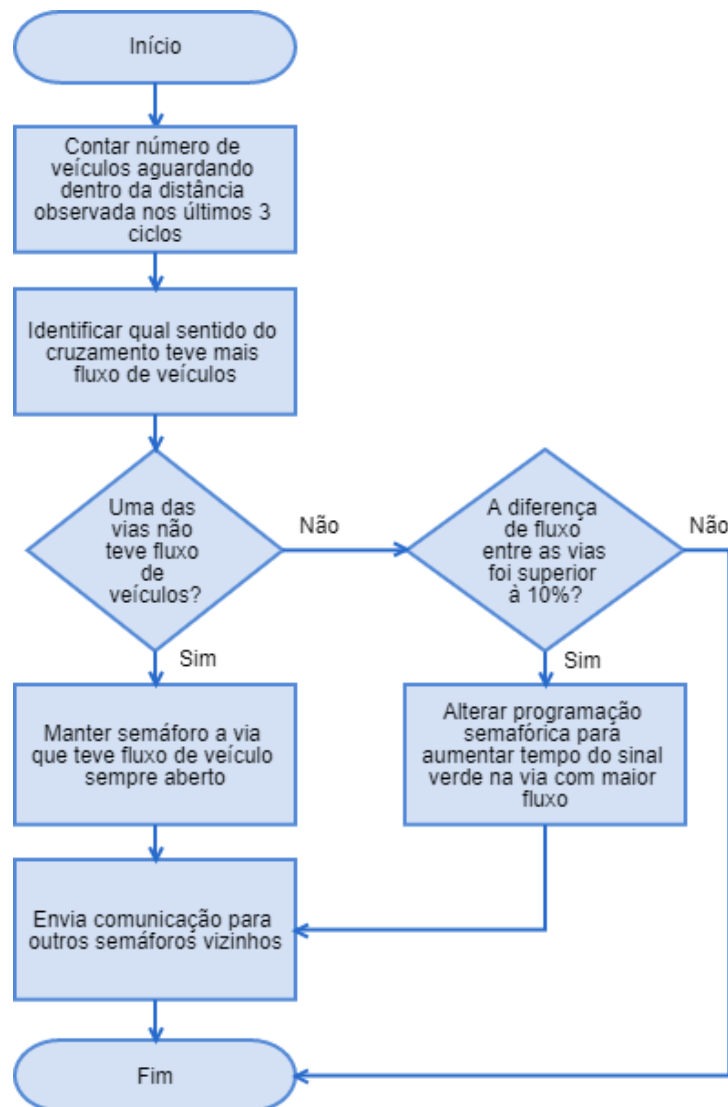 Início
Contar número de
veículos aguardando
dentro da distância
observada nos últimos 3
ciclos
Identificar qual sentido do
cruzamento teve mais
fluxo de veículos
Uma das
vias não
teve fluxo
de
veículos?
Não
A diferença
de fluxo
entre as vias
foi superior
à 10%?
Não
Sim
Sim
Manter semáforo a via
que teve fluxo de veículo
sempre aberto
Alterar programação
semafórica para
aumentar tempo do sinal
verde na via com maior
fluxo
Envia comunicação para
outros semáforos vizinhos
Fim